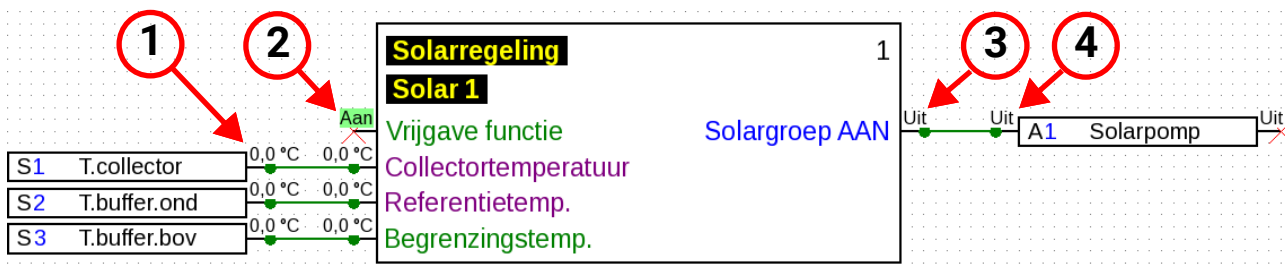 1 2 3 4
Solarregeling 1
Solar 1
Aan Uit Uit Uit
Vrijgave functie Solargroep AAN A1 Solarpomp
0,0 °C 0,0 °C
S1 T.collector Collectortemperatuur
0,0 °C 0,0 °C
S2 T.buffer.ond Referentietemp.
0,0 °C 0,0 °C
S3 T.buffer.bov Begrenzingstemp.